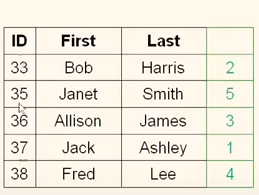 ID First Last
33 Bob Harris 2
35 Janet Smith 5
36 Allison James 3
37 Jack Ashley 1
38 Fred Lee 4